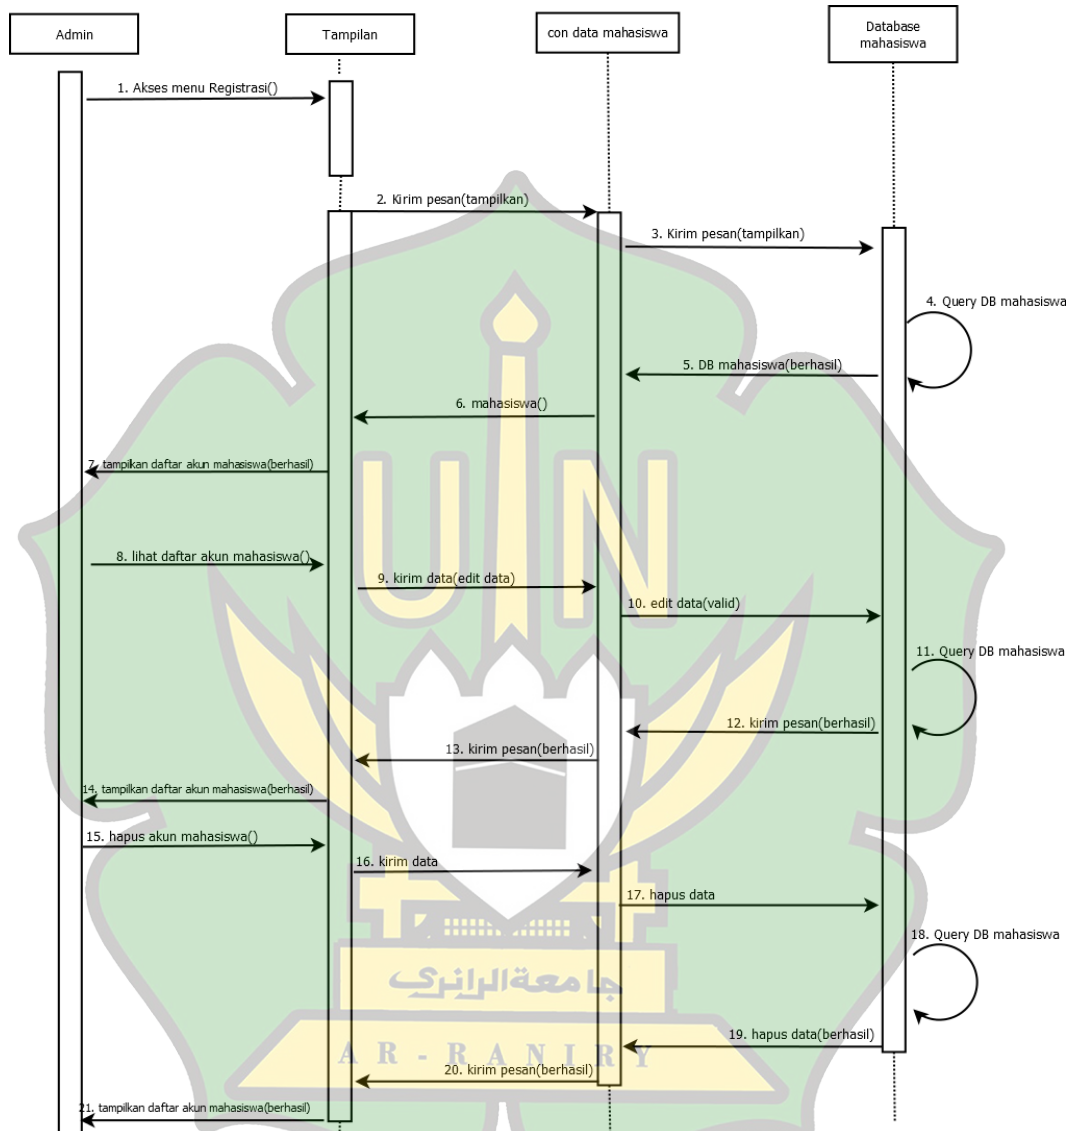 Admin
Tampilan
con data mahasiswa
Database
mahasiswa
1. Akses menu Registrasi()
2. Kirim pesan(tampilkan)
3. Kirim pesan(tampilkan)
4. Query DB mahasiswa
5. DB mahasiswa(berhasil)
6. mahasiswa()
7. tampilkan daftar akun mahasiswa(berhasil)
UIN
8. lihat daftar akun mahasiswa()
9. kirim data(edit data)
10. edit data(valid)
11. Query DB mahasiswa
12. kirim pesan(berhasil)
13. kirim pesan(berhasil)
14. tampilkan daftar akun mahasiswa(berhasil)
15. hapus akun mahasiswa()
16. kirim data
17. hapus data
18. Query DB mahasiswa
جامعةالرانرى
19. hapus data(berhasil)
AR-RANIRY
20. kirim pesan(berhasil)
21. tampilkan daftar akun mahasiswa(berhasil)